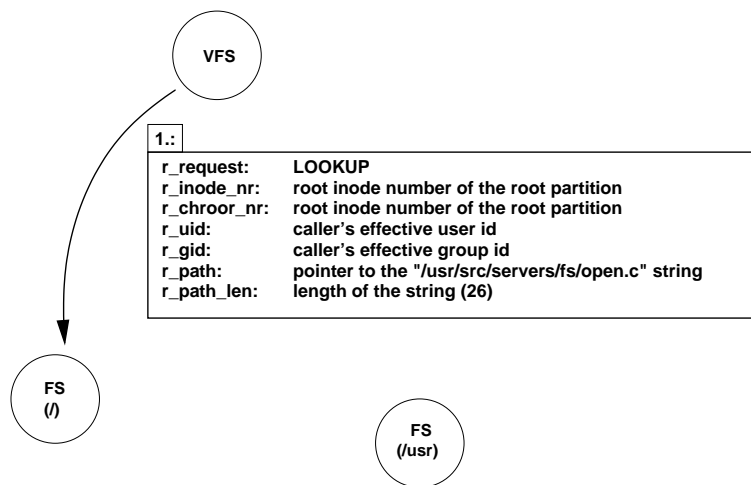 VFS
1.:
r_request: LOOKUP
r_inode_nr: root inode number of the root partition
r_chroor_nr: root inode number of the root partition
r_uid: caller's effective user id
r_gid: caller's effective group id
r_path: pointer to the "/usr/src/servers/fs/open.c" string
r_path_len: length of the string (26)
FS
(/)
FS
(/usr)